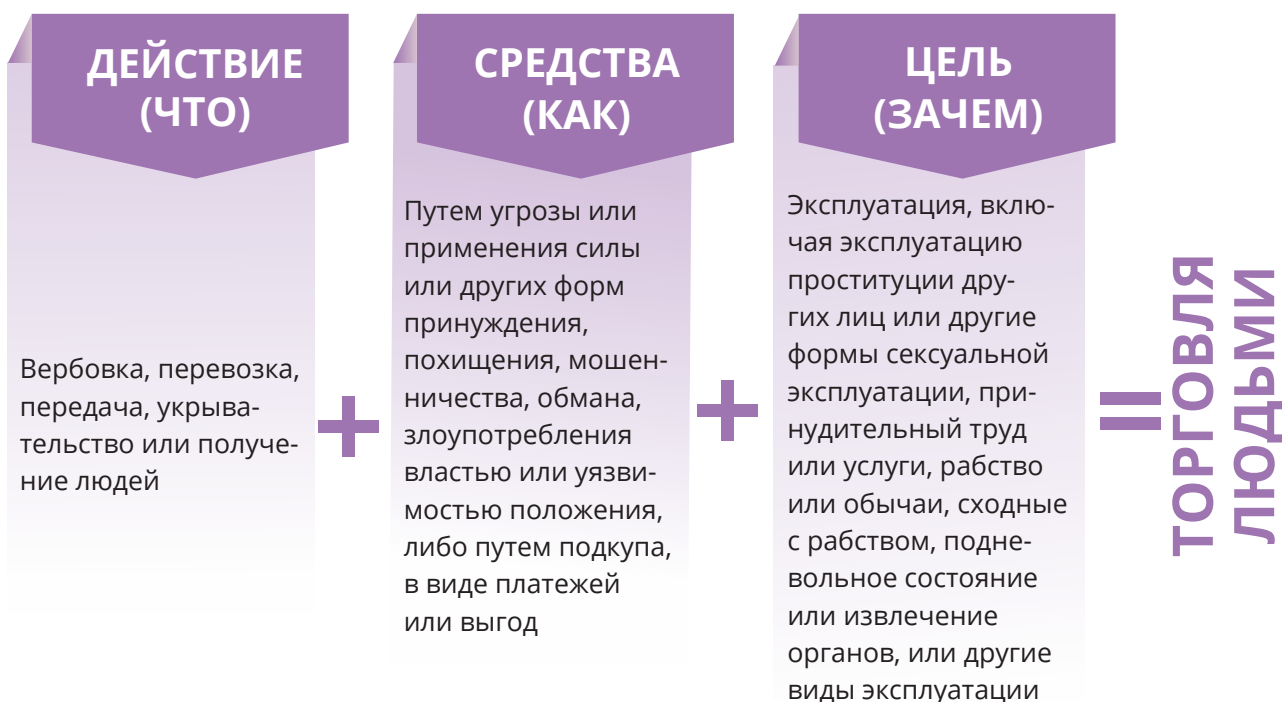 ДЕЙСТВИЕ
(ЧТО)
Вербовка, перевозка,
передача, укрыва-
тельство или получе-
ние людей
+
СРЕДСТВА
(КАК)
Путем угрозы или
применения силы
или других форм
принуждения,
похищения, мошен-
ничества, обмана,
злоупотребления
властью или уязви-
мостью положения,
либо путем подкупа,
в виде платежей
или выгод
+
ЦЕЛЬ
(ЗАЧЕМ)
Эксплуатация, вклю-
чая эксплуатацию
проституции дру-
гих лиц или другие
формы сексуальной
эксплуатации, при-
нудительный труд
или услуги, рабство
или обычаи, сходные
с рабством, подне-
вольное состояние
или извлечение
органов, или другие
виды эксплуатации
=
ТОРГОВЛЯ
ЛЮДЬМИ